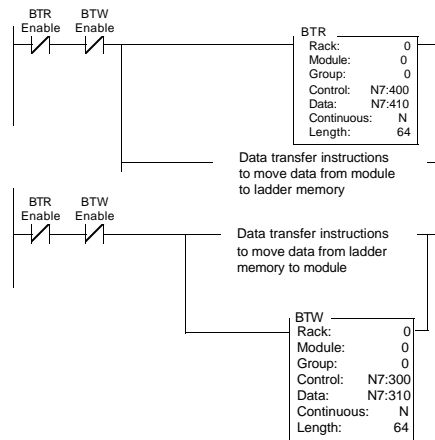 BTR BTW
Enable Enable
BTR
Rack: 0
Module: 0
Group: 0
Control: N7:400
Data: N7:410
Continuous: N
Length: 64
Data transfer instructions
to move data from module
to ladder memory
BTR BTW
Enable Enable
Data transfer instructions
to move data from ladder
memory to module
BTW
Rack: 0
Module: 0
Group: 0
Control: N7:300
Data: N7:310
Continuous: N
Length: 64